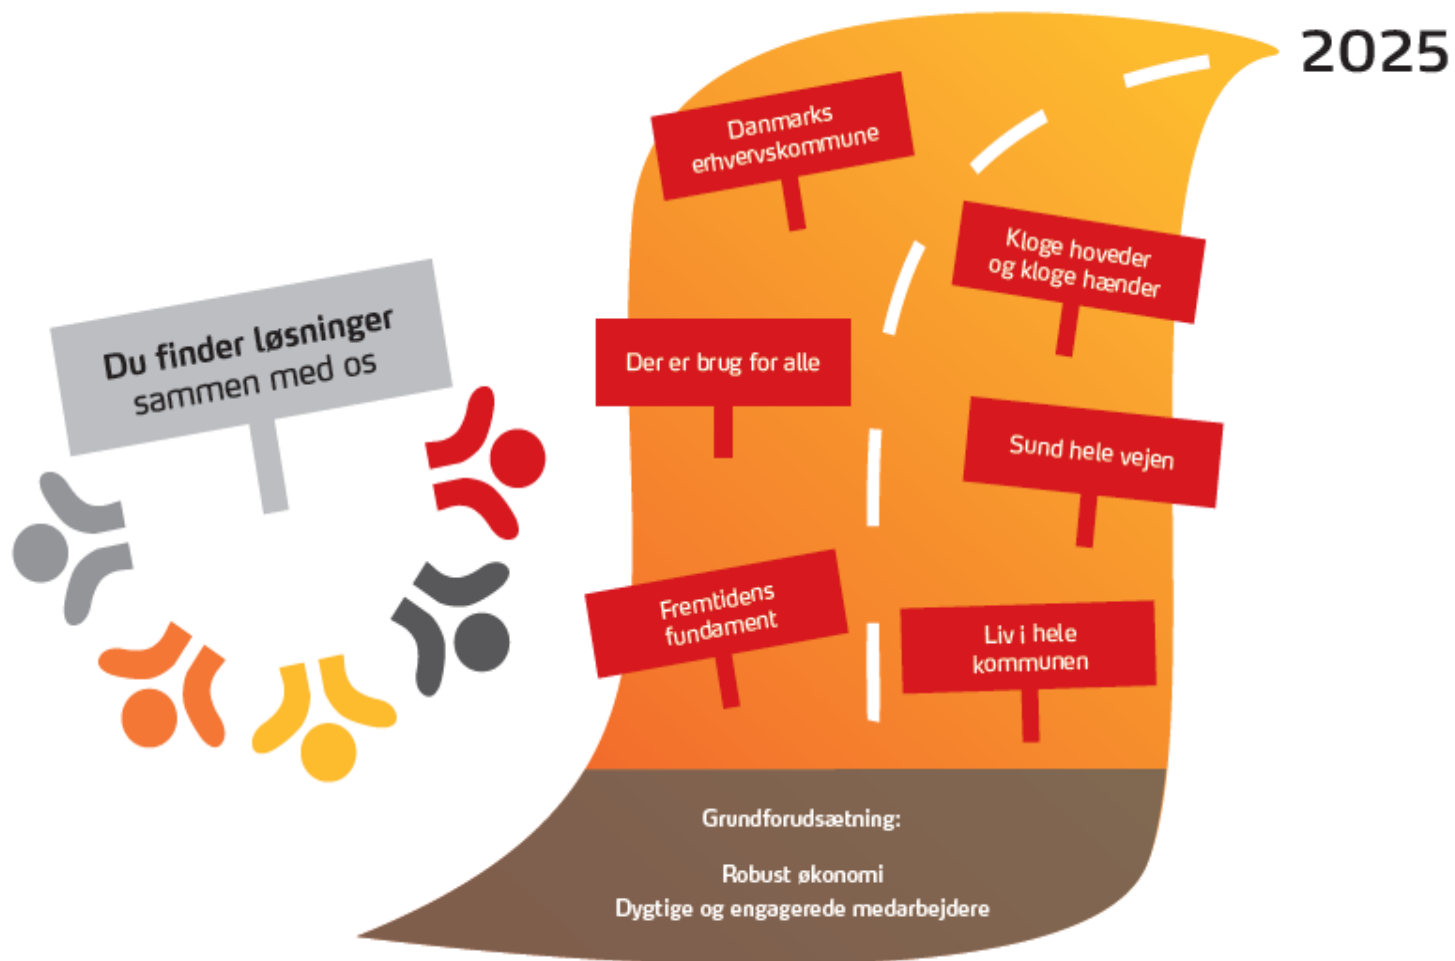 2025
Danmarks
erhvervskommune
Kloge hoveder
og kloge hænder
Du finder løsninger
sammen med os
Der er brug for alle
Sund hele vejen
Fremtidens
fundament
Liv i hele
kommunen
Grundforudsætning:
Robust økonomi
Dygtige og engagerede medarbejdere